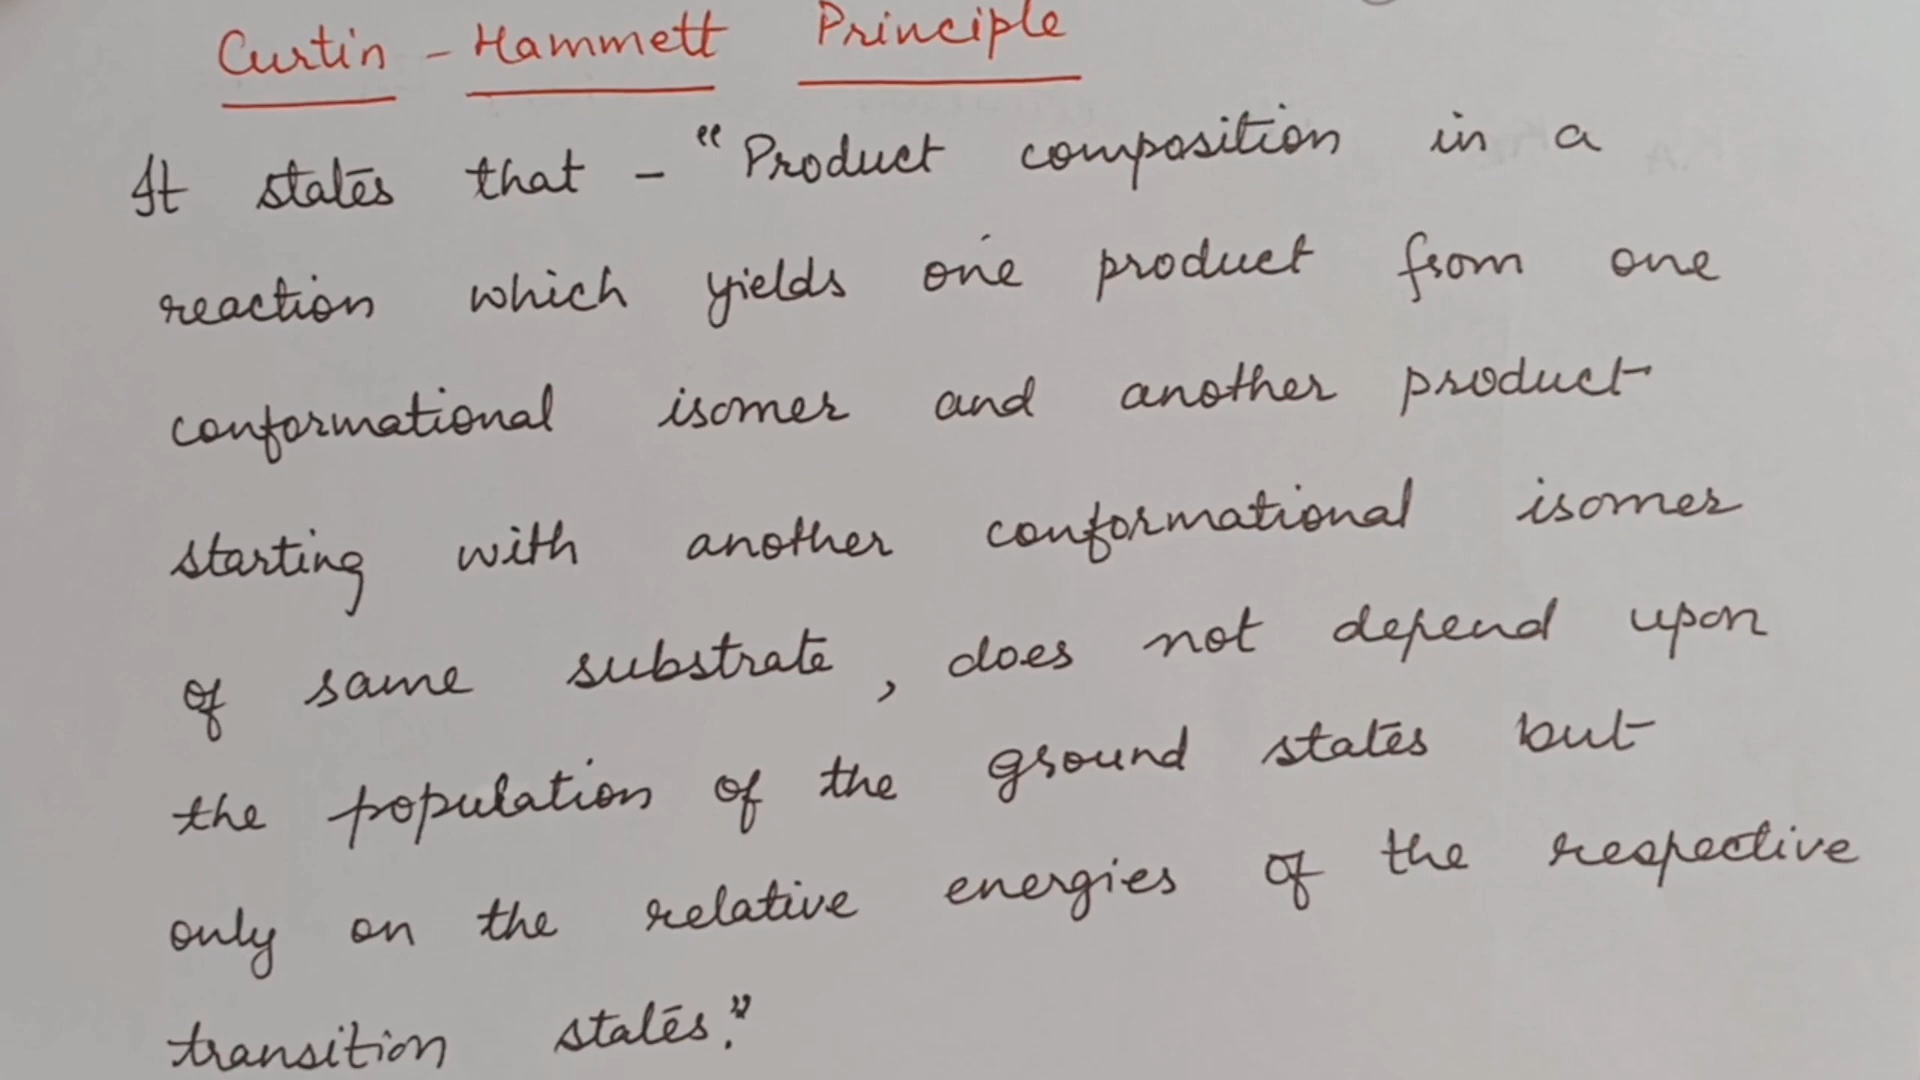 Curtin - Hammett Principle
It states that - "Product composition in a
reaction which yields one product from one
conformational isomer and another product
starting with another conformational isomer
of same substrate, does not depend upon
the population of the ground states but
only on the relative energies of the respective
transition states."